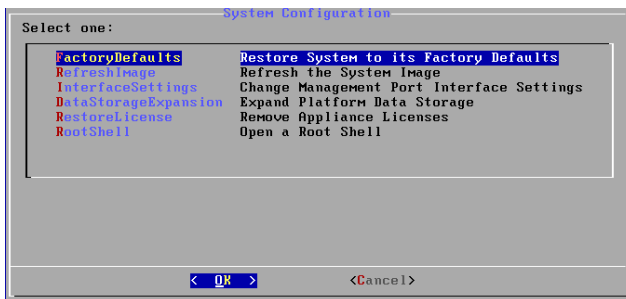 System Configuration
Select one:
FactoryDefaults Restore System to its Factory Defaults
RefreshImage Refresh the System Image
InterfaceSettings Change Management Port Interface Settings
DataStorageExpansion Expand Platform Data Storage
RestoreLicense Remove Appliance Licenses
RootShell Open a Root Shell
< OK > <Cancel>